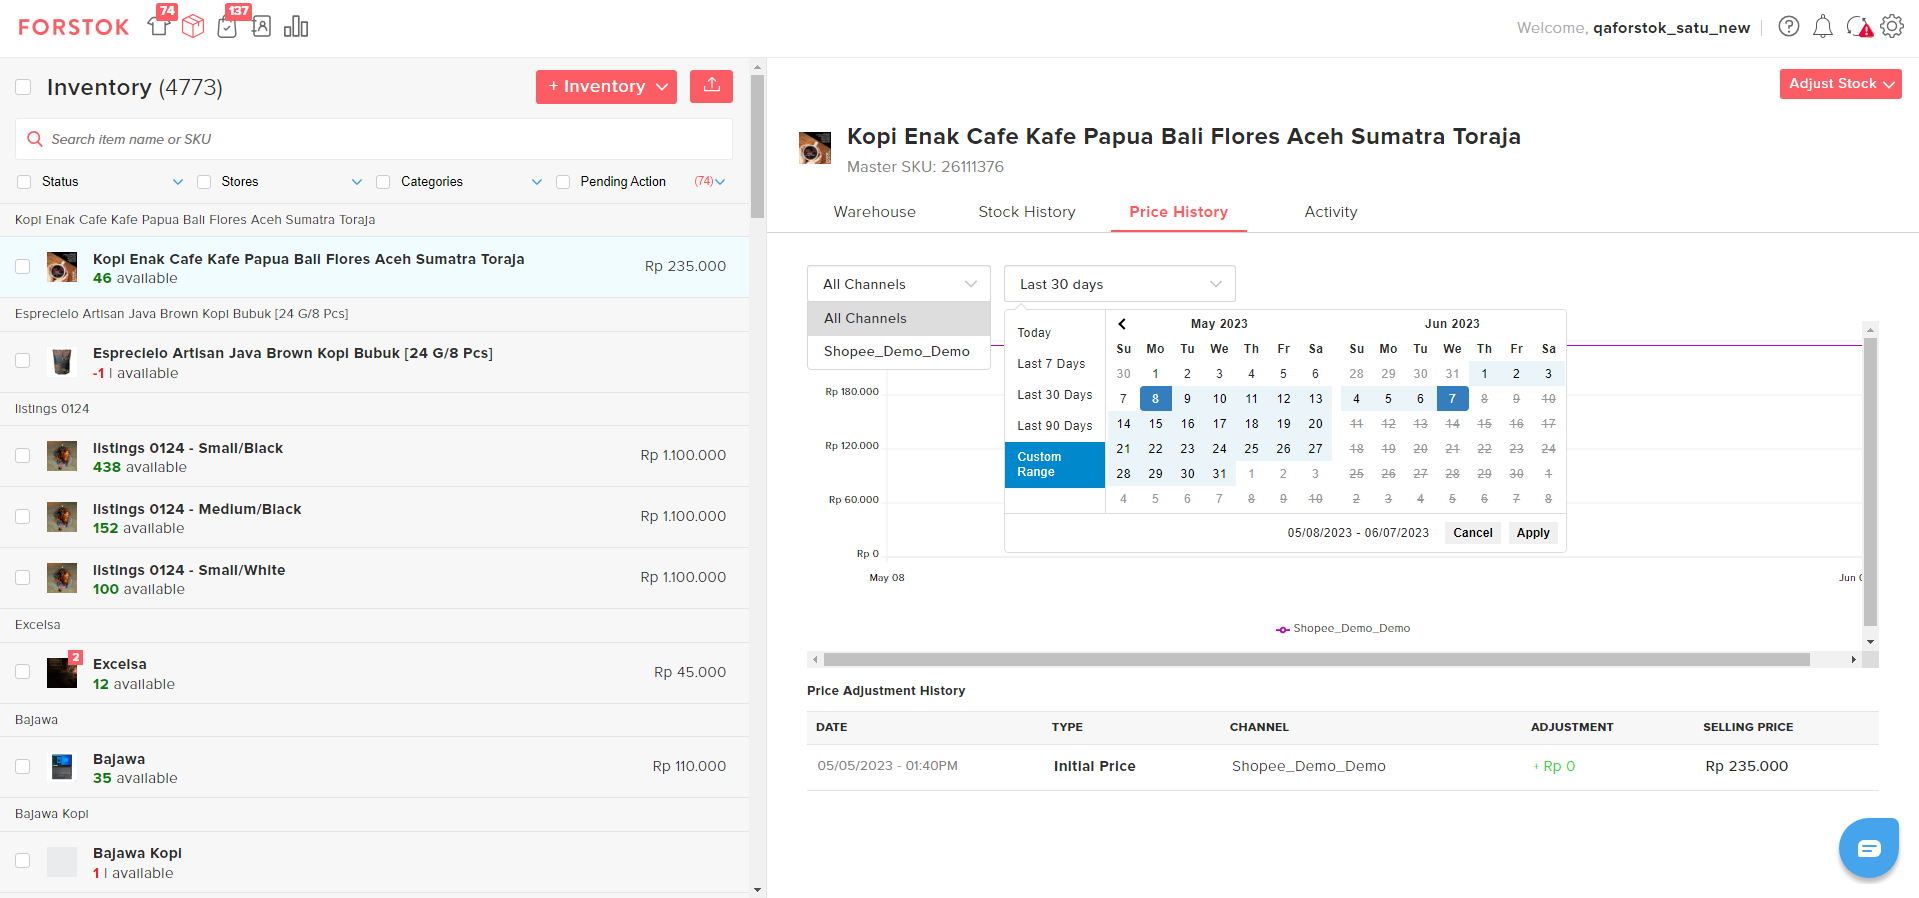 FORSTOK
74
137
Welcome, qaforstok_satu_new
Inventory (4773)
+ Inventory
Search item name or SKU
Status
Stores
Categories
Pending Action
(74)
Kopi Enak Cafe Kafe Papua Bali Flores Aceh Sumatra Toraja
Kopi Enak Cafe Kafe Papua Bali Flores Aceh Sumatra Toraja
46 available
Rp 235.000
Esprecielo Artisan Java Brown Kopi Bubuk [24 G/8 Pcs]
Esprecielo Artisan Java Brown Kopi Bubuk [24 G/8 Pcs]
-1 | available
listings 0124
listings 0124 - Small/Black
438 available
Rp 1.100.000
listings 0124 - Medium/Black
152 available
Rp 1.100.000
listings 0124 - Small/White
100 available
Rp 1.100.000
Excelsa
2
Excelsa
12 available
Rp 45.000
Bajawa
Bajawa
35 available
Rp 110.000
Bajawa Kopi
Bajawa Kopi
1 | available
Adjust Stock
Kopi Enak Cafe Kafe Papua Bali Flores Aceh Sumatra Toraja
Master SKU: 26111376
Warehouse
Stock History
Price History
Activity
All Channels
All Channels
Shopee_Demo_Demo
Last 30 days
Today
Last 7 Days
Last 30 Days
Last 90 Days
Custom
Range
May 2023
Su Mo Tu We Th Fr Sa
30 1 2 3 4 5 6
7 8 9 10 11 12 13
14 15 16 17 18 19 20
21 22 23 24 25 26 27
28 29 30 31 1 2 3
4 5 6 7 8 9 10
Jun 2023
Su Mo Tu We Th Fr Sa
28 29 30 31 1 2 3
4 5 6 7 8 9 10
11 12 13 14 15 16 17
18 19 20 21 22 23 24
25 26 27 28 29 30 1
2 3 4 5 6 7 8
05/08/2023 - 06/07/2023
Cancel
Apply
Rp 180.000
Rp 120.000
Rp 60.000
Rp 0
May 08
Jun
Shopee_Demo_Demo
Price Adjustment History
DATE TYPE CHANNEL ADJUSTMENT SELLING PRICE
05/05/2023 - 01:40PM Initial Price Shopee_Demo_Demo + Rp 0 Rp 235.000